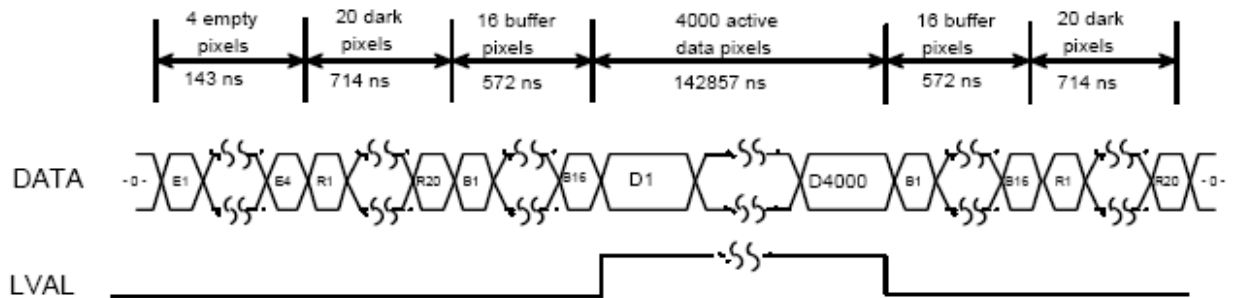 4 empty pixels
20 dark pixels
16 buffer pixels
4000 active data pixels
16 buffer pixels
20 dark pixels
143 ns
714 ns
572 ns
142857 ns
572 ns
714 ns
DATA -0- E1 E4 R1 R20 B1 B16 D1 D4000 B1 B16 R1 R20 -0-
LVAL